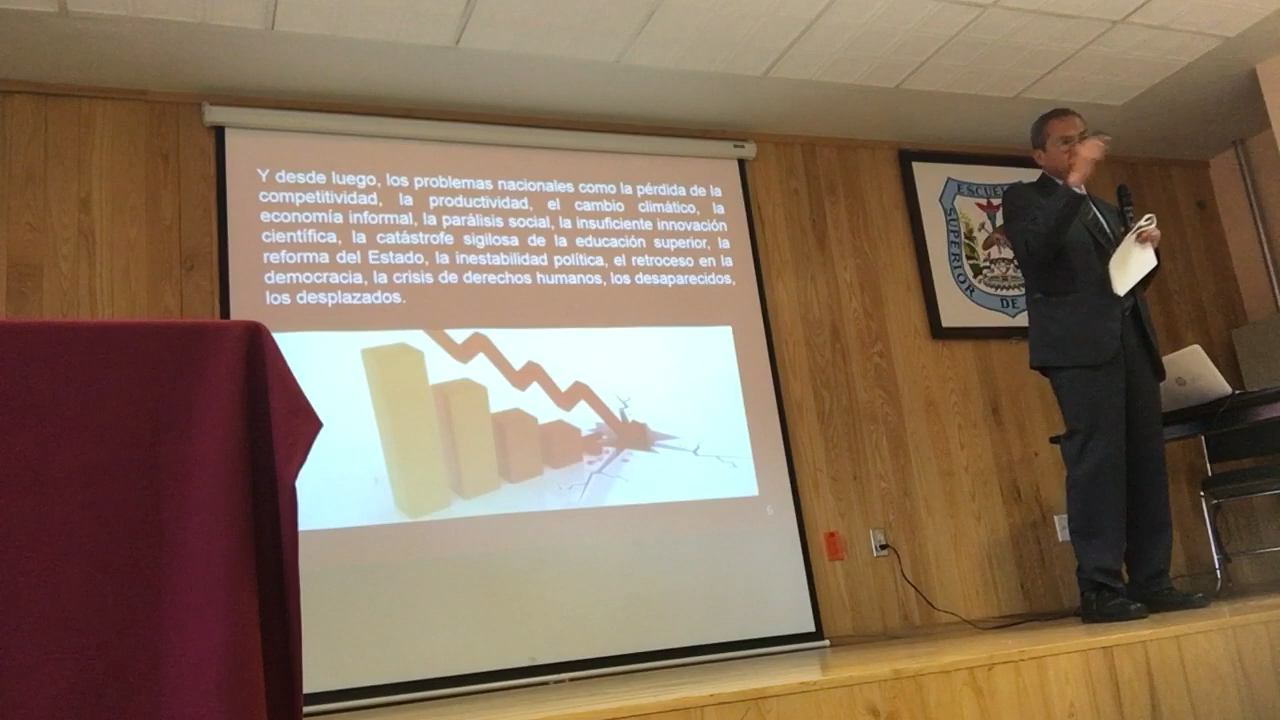 Y desde luego, los problemas nacionales como la pérdida de la
competitividad, la productividad, el cambio climático, la
economía informal, la parálisis social, la insuficiente innovación
científica, la catástrofe sigilosa de la educación superior, la
reforma del Estado, la inestabilidad política, el retroceso en la
democracia, la crisis de derechos humanos, los desaparecidos,
los desplazados.
6
SUPERIOR
DE